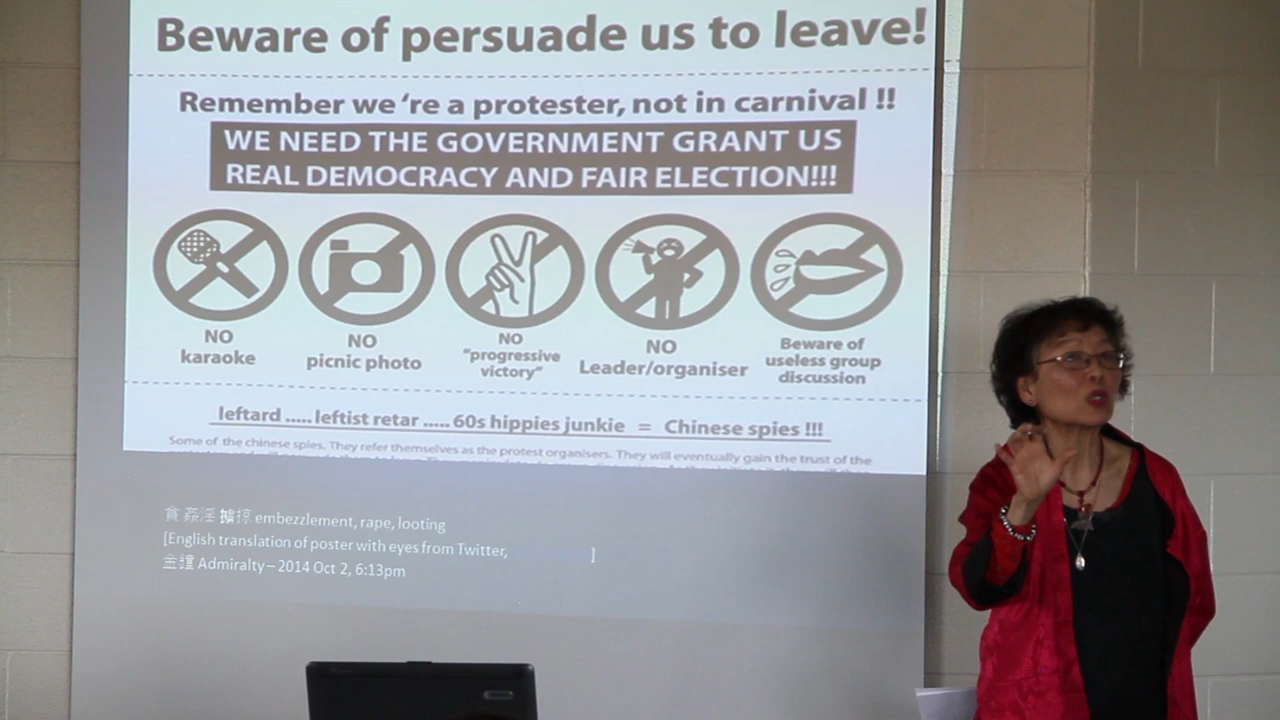 Beware of persuade us to leave!
Remember we 're a protester, not in carnival !!
WE NEED THE GOVERNMENT GRANT US
REAL DEMOCRACY AND FAIR ELECTION!!!
NO
karaoke
NO
picnic photo
NO
"progressive
victory"
NO
Leader/organiser
Beware of
useless group
discussion
leftard ..... leftist retar ..... 60s hippies junkie = Chinese spies !!!
Some of the chinese spies. They refer themselves as the protest organisers. They will eventually gain the trust of the
貪 姦淫 擄掠 embezzlement, rape, looting
[English translation of poster with eyes from Twitter, ]
金鐘 Admiralty – 2014 Oct 2, 6:13pm